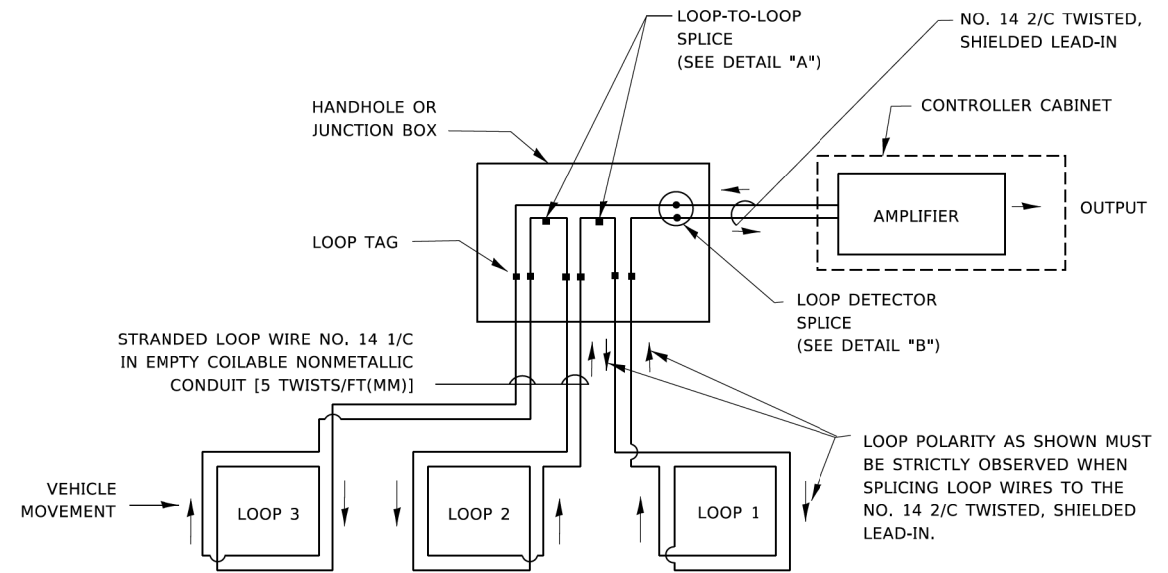 LOOP-TO-LOOP
SPLICE
(SEE DETAIL "A")
NO. 14 2/C TWISTED,
SHIELDED LEAD-IN
HANDHOLE OR
JUNCTION BOX
CONTROLLER CABINET
AMPLIFIER
OUTPUT
LOOP TAG
LOOP DETECTOR
SPLICE
(SEE DETAIL "B")
STRANDED LOOP WIRE NO. 14 1/C
IN EMPTY COILABLE NONMETALLIC
CONDUIT [5 TWISTS/FT(MM)]
LOOP POLARITY AS SHOWN MUST
BE STRICTLY OBSERVED WHEN
SPLICING LOOP WIRES TO THE
NO. 14 2/C TWISTED, SHIELDED
LEAD-IN.
VEHICLE
MOVEMENT
LOOP 3
LOOP 2
LOOP 1